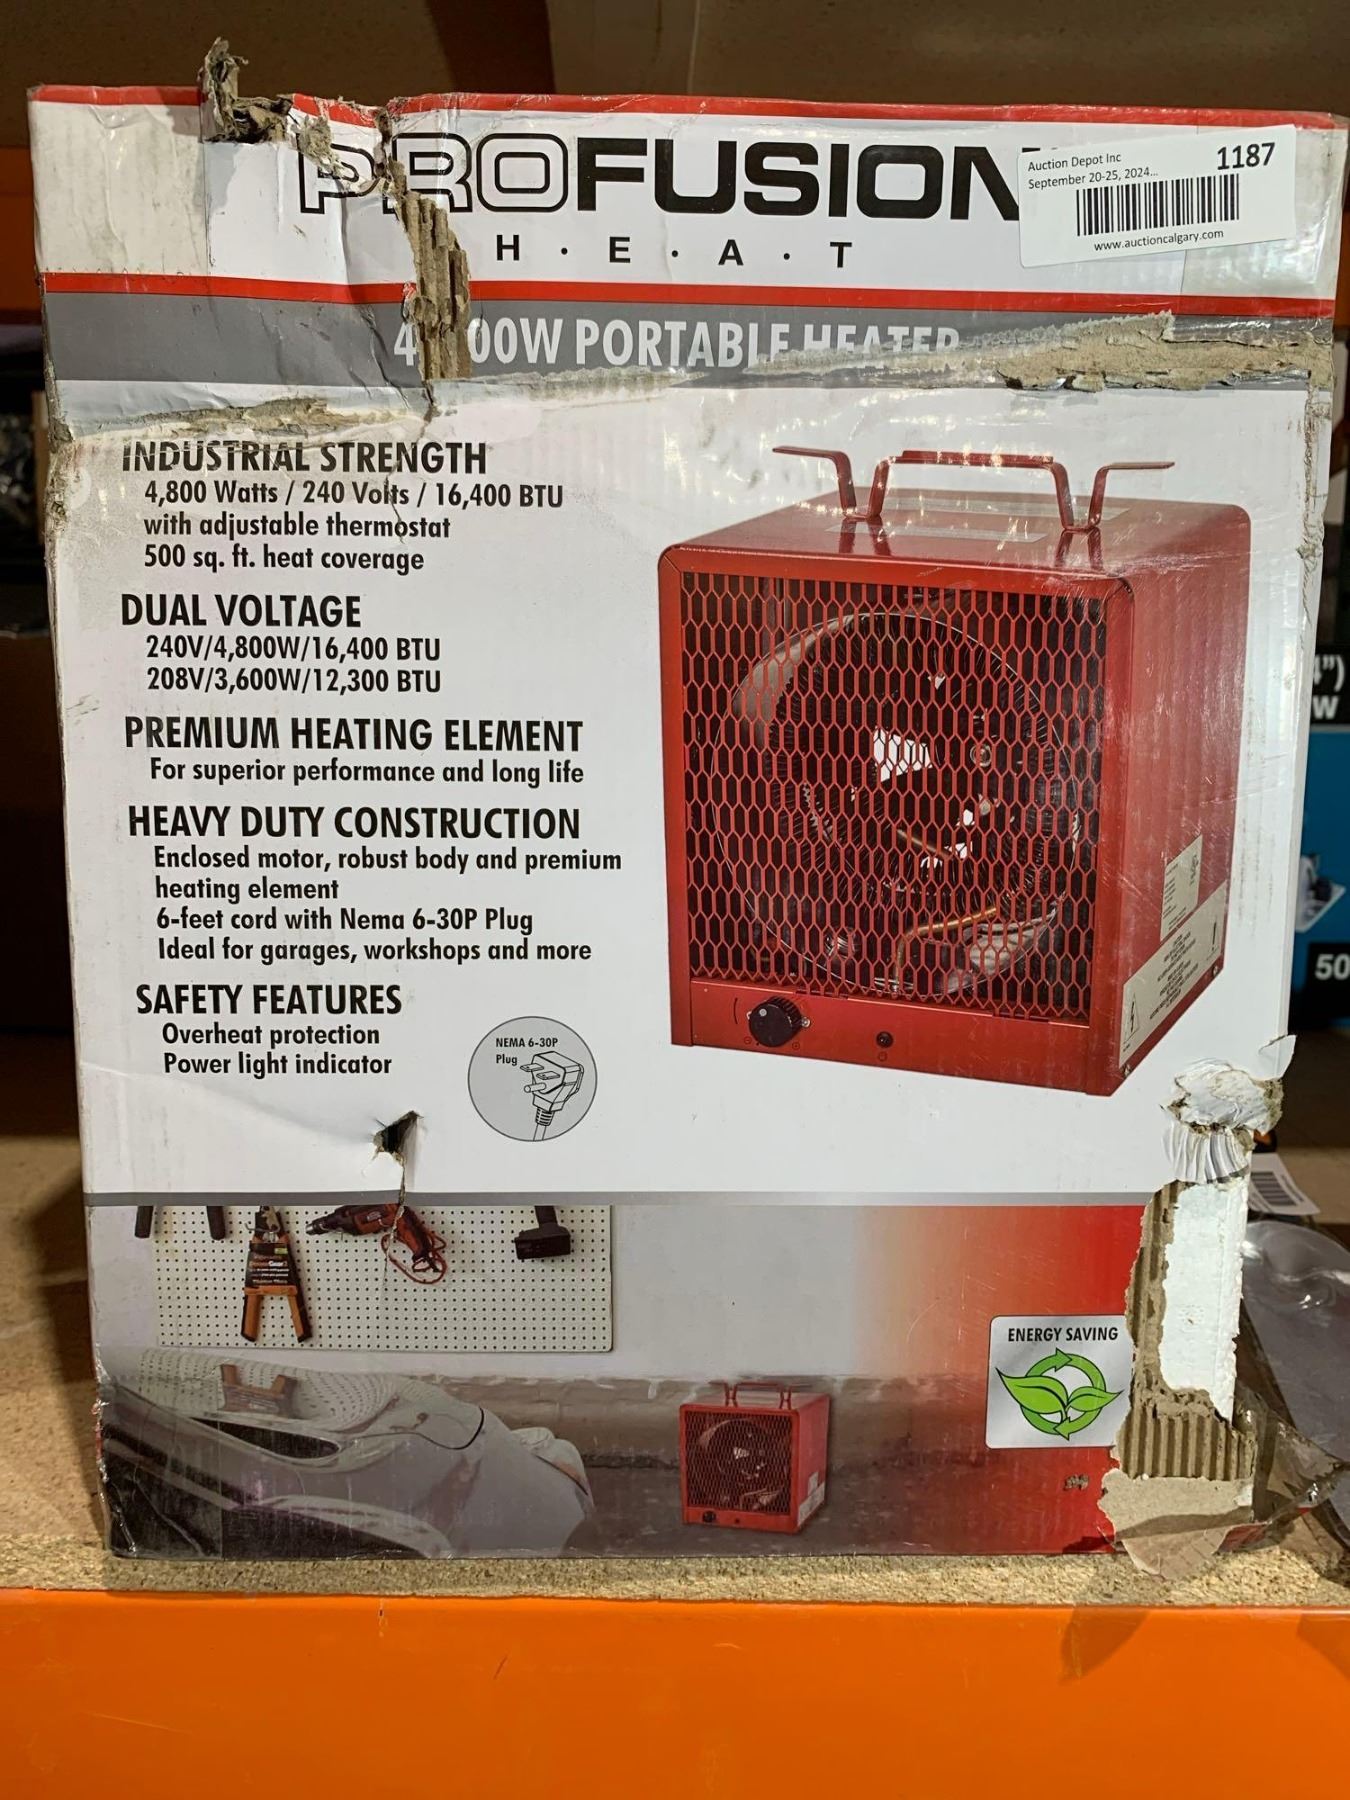 PROFUSION
H · E · A · T
Auction Depot Inc
1187
September 20-25, 2024...
www.auctioncalgary.com
4,800W PORTABLE HEATER
INDUSTRIAL STRENGTH
4,800 Watts / 240 Volts / 16,400 BTU
with adjustable thermostat
500 sq. ft. heat coverage
DUAL VOLTAGE
240V/4,800W/16,400 BTU
208V/3,600W/12,300 BTU
PREMIUM HEATING ELEMENT
For superior performance and long life
HEAVY DUTY CONSTRUCTION
Enclosed motor, robust body and premium
heating element
6-feet cord with Nema 6-30P Plug
Ideal for garages, workshops and more
SAFETY FEATURES
Overheat protection
Power light indicator
NEMA 6-30P
Plug
ENERGY SAVING
")
W
50